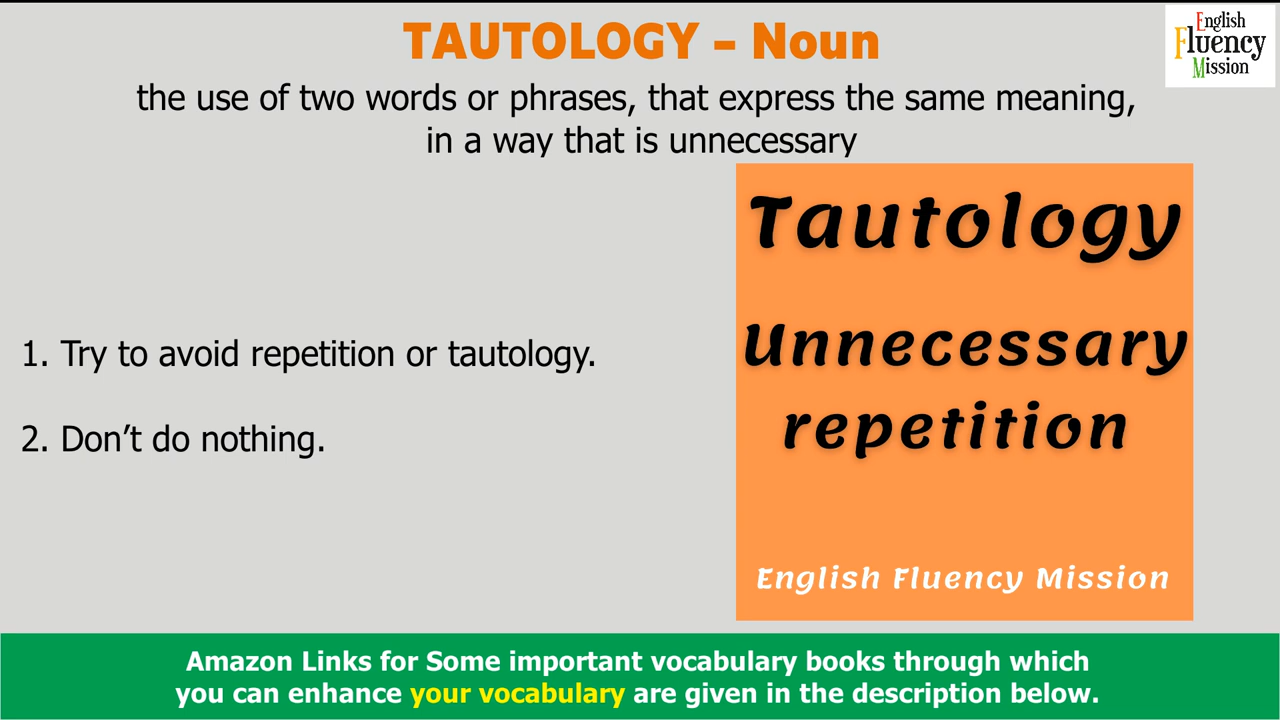 TAUTOLOGY – Noun
English
Fluency
Mission
the use of two words or phrases, that express the same meaning,
in a way that is unnecessary
Tautology
Unnecessary
repetition
1. Try to avoid repetition or tautology.
2. Don’t do nothing.
English Fluency Mission
Amazon Links for Some important vocabulary books through which
you can enhance your vocabulary are given in the description below.